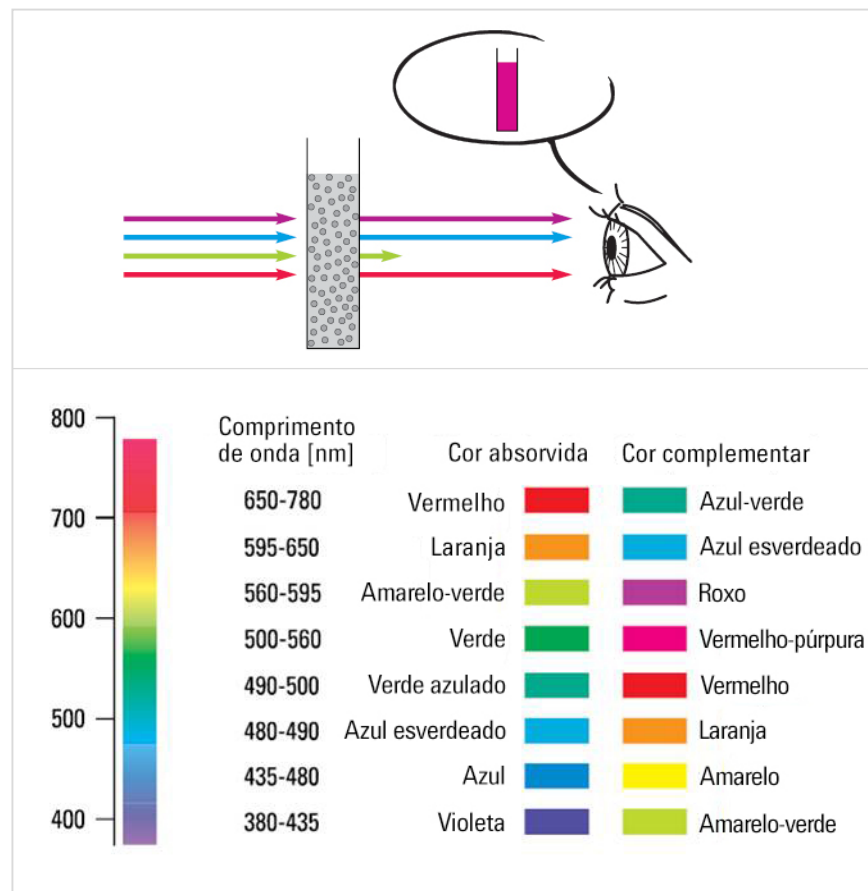 800
700
600
500
400
Comprimento
de onda [nm]
Cor absorvida
Cor complementar
650-780
Vermelho
Azul-verde
595-650
Laranja
Azul esverdeado
560-595
Amarelo-verde
Roxo
500-560
Verde
Vermelho-púrpura
490-500
Verde azulado
Vermelho
480-490
Azul esverdeado
Laranja
435-480
Azul
Amarelo
380-435
Violeta
Amarelo-verde